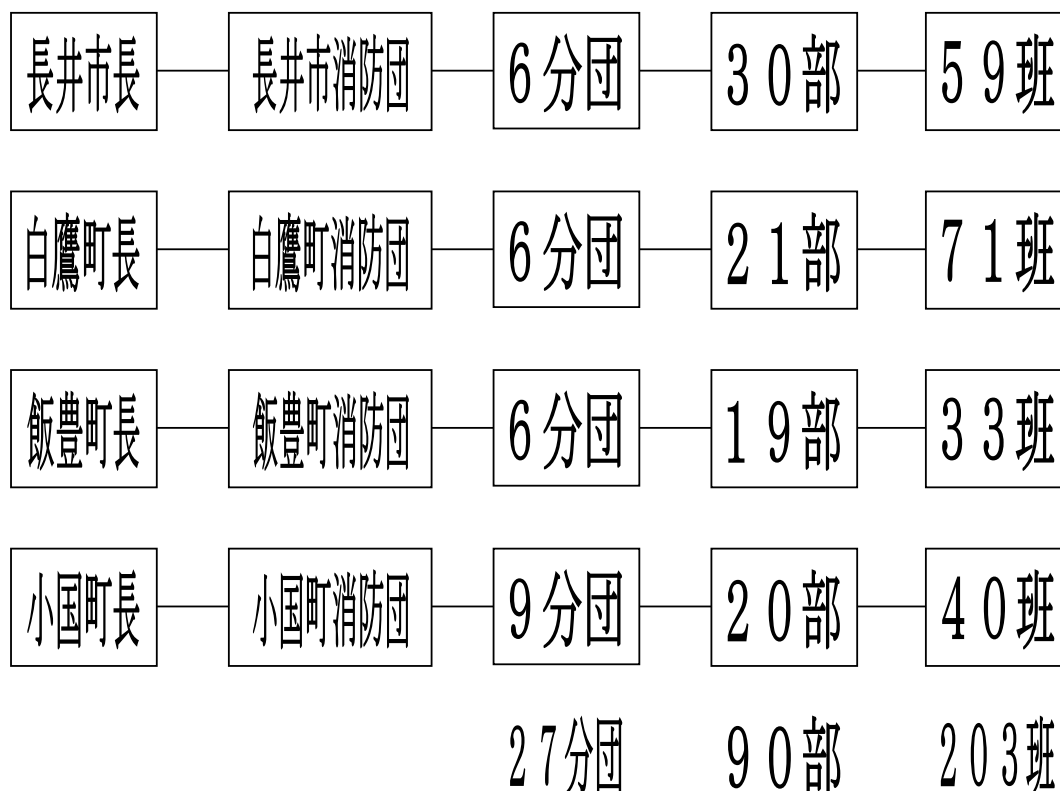 長井市長 長井市消防団 6分団 30部 59班
白鷹町長 白鷹町消防団 6分団 21部 71班
飯豊町長 飯豊町消防団 6分団 19部 33班
小国町長 小国町消防団 9分団 20部 40班
27分団 90部 203班